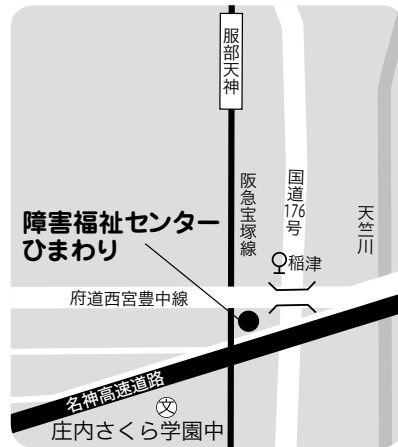 服部天神
阪急宝塚線
国道176号
天竺川
障害福祉センター
ひまわり
稲津
府道西宮豊中線
名神高速道路
文
庄内さくら学園中